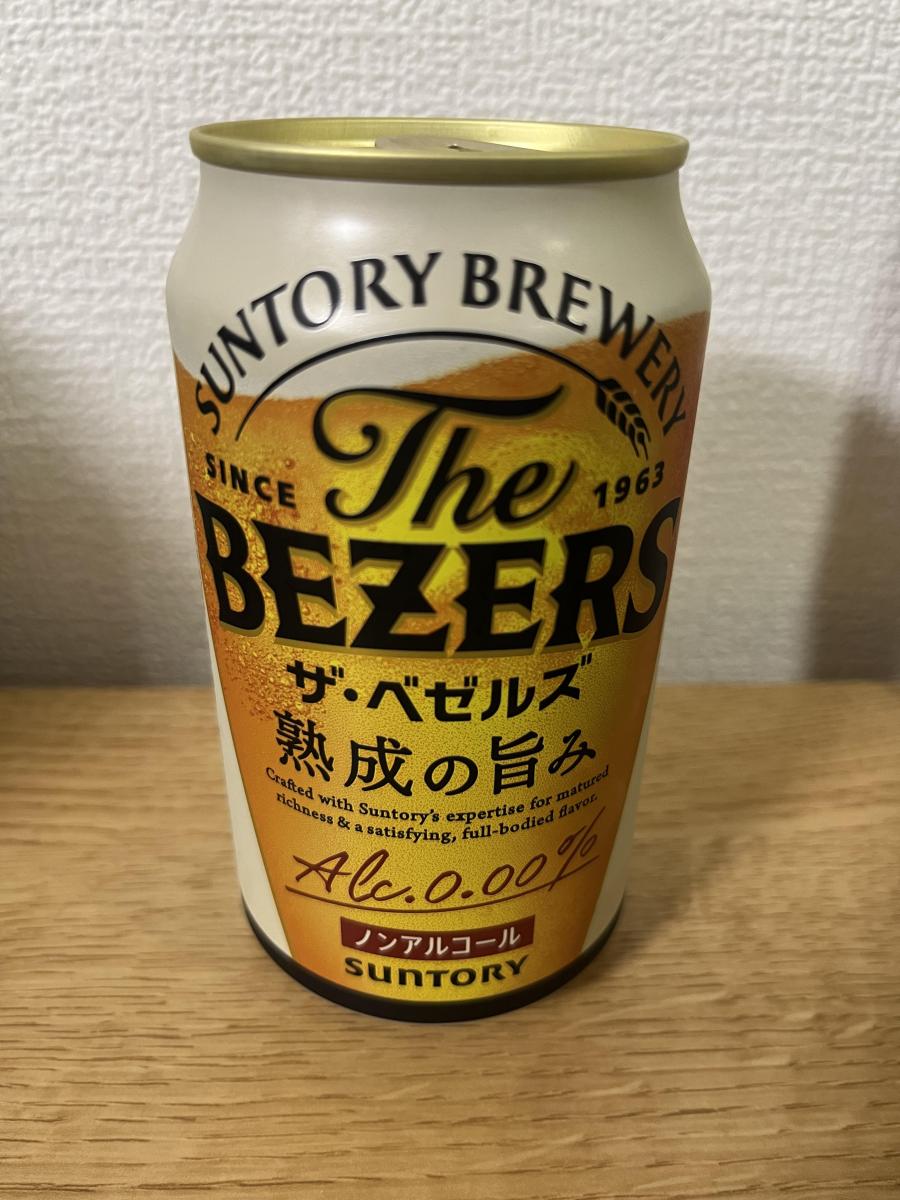 SUNTORY BREWERY
The
SINCE 1963
BEZERS
ザ・ベゼルズ
熟成の旨み
Crafted with Suntory's expertise for matured
richness & a satisfying, full-bodied flavor.
Alc.0.00%
ノンアルコール
SUNTORY